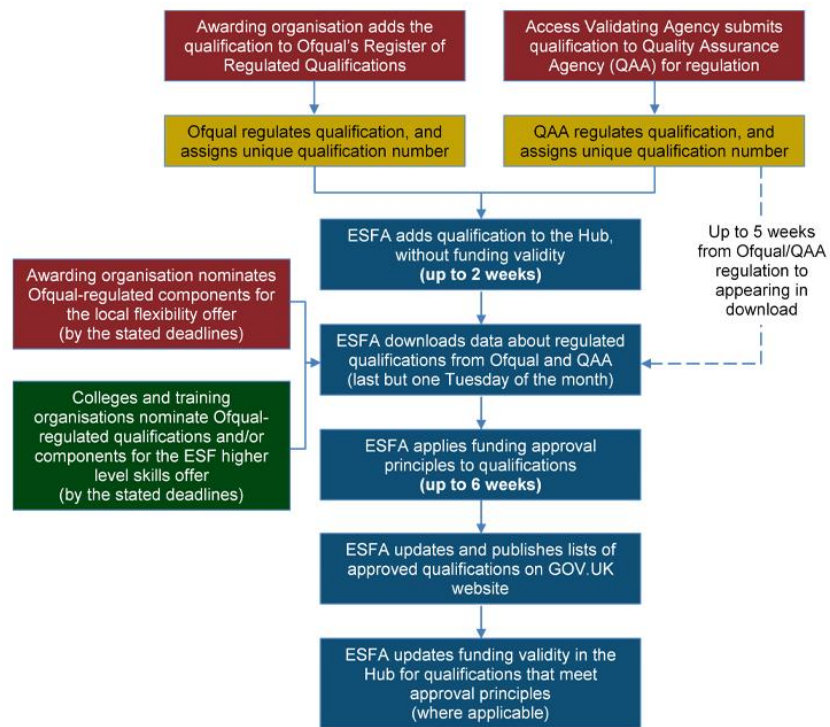 Awarding organisation adds the
qualification to Ofqual's Register of
Regulated Qualifications
Access Validating Agency submits
qualification to Quality Assurance
Agency (QAA) for regulation
Ofqual regulates qualification, and
assigns unique qualification number
QAA regulates qualification, and
assigns unique qualification number
ESFA adds qualification to the Hub,
without funding validity
(up to 2 weeks)
Up to 5 weeks
from Ofqual/QAA
regulation to
appearing in
download
Awarding organisation nominates
Ofqual-regulated components for
the local flexibility offer
(by the stated deadlines)
ESFA downloads data about regulated
qualifications from Ofqual and QAA
(last but one Tuesday of the month)
Colleges and training
organisations nominate Ofqual-
regulated qualifications and/or
components for the ESF higher
level skills offer
(by the stated deadlines)
ESFA applies funding approval
principles to qualifications
(up to 6 weeks)
ESFA updates and publishes lists of
approved qualifications on GOV.UK
website
ESFA updates funding validity in the
Hub for qualifications that meet
approval principles
(where applicable)